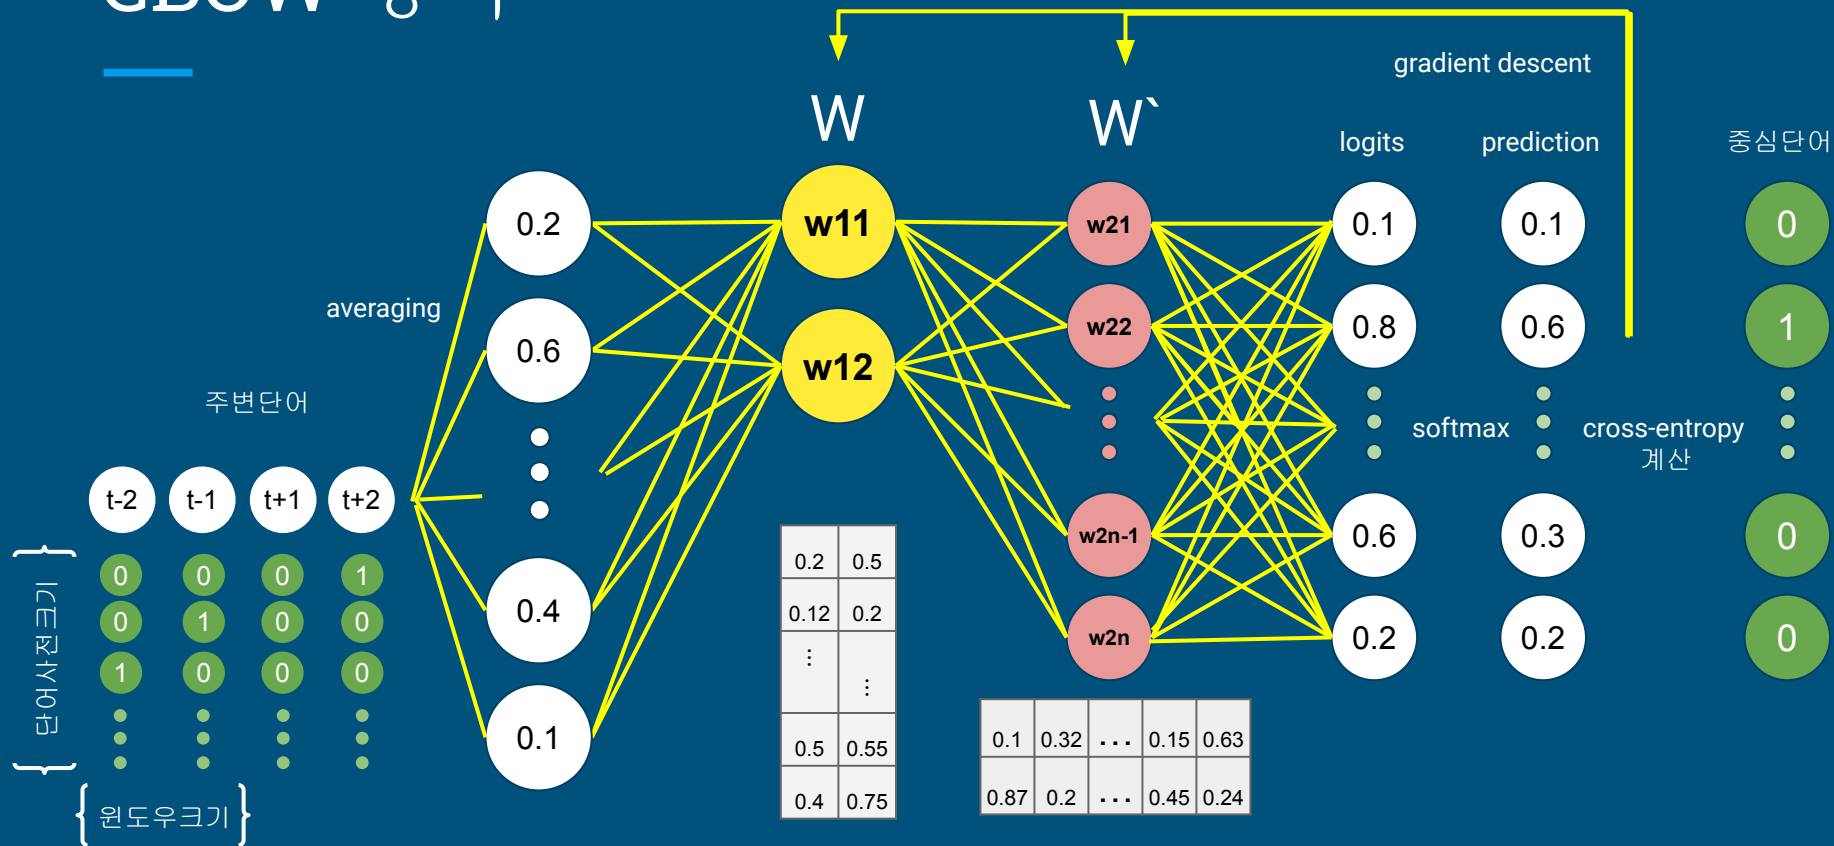 gradient descent
W
W`
logits
prediction
중심단어
averaging
주변단어
0.2
w11
w21
0.1
0.1
0
0.6
w12
w22
0.8
0.6
1
softmax
cross-entropy
계산
t-2 t-1 t+1 t+2
w2n-1
0.6
0.3
0
0.4
w2n
0.2
0.2
0
0.1
단어사전크기
0 0 0 1
0 1 0 0
1 0 0 0
윈도우크기
0.2 0.5
0.12 0.2
⋮
⋮
0.5 0.55
0.4 0.75
0.1 0.32 ... 0.15 0.63
0.87 0.2 ... 0.45 0.24